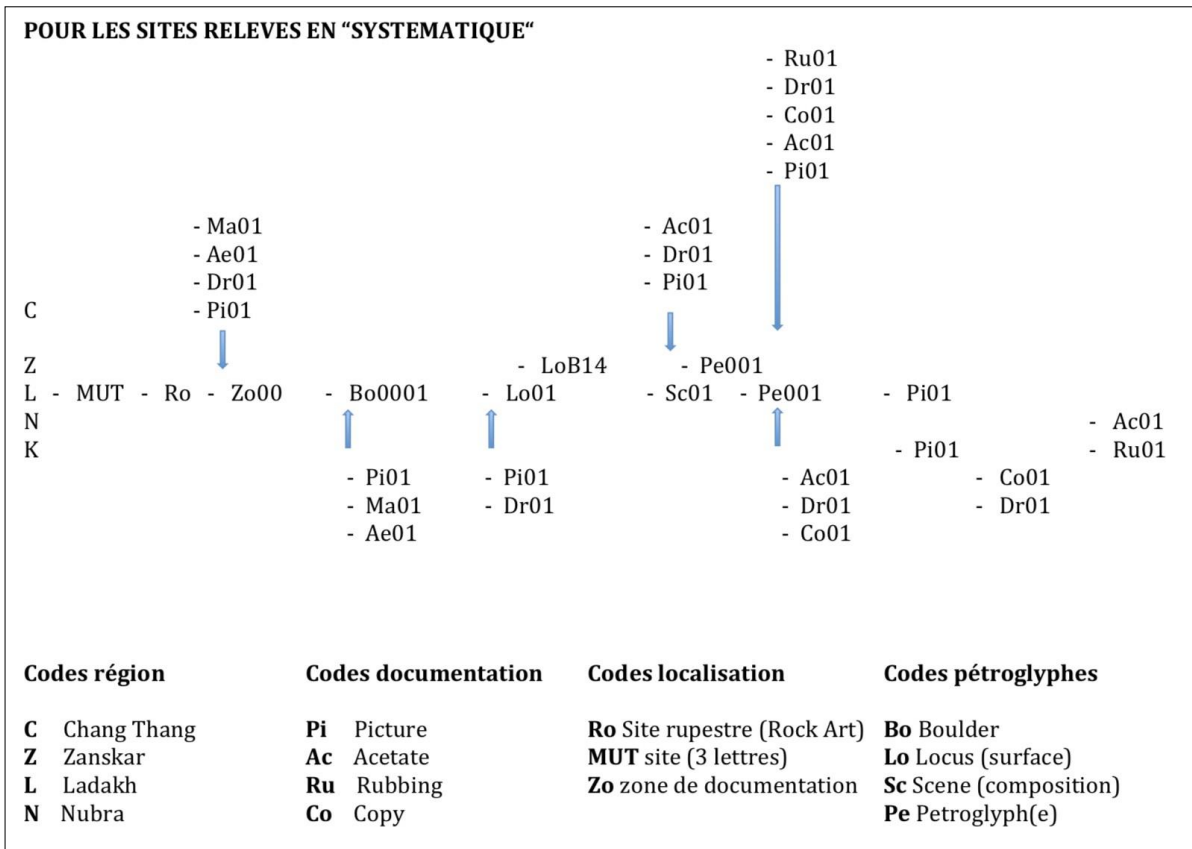 POUR LES SITES RELEVES EN “SYSTEMATIQUE“
- Ru01
- Dr01
- Co01
- Ac01
- Pi01
- Ma01 - Ac01
- Ae01 - Dr01
- Dr01 - Pi01
C - Pi01
Z - LoB14 - Pe001
L - MUT - Ro - Zo00 - Bo0001 - Lo01 - Sc01 - Pe001 - Pi01
N - Ac01
K - Pi01 - Ru01
- Pi01 - Pi01 - Ac01 - Co01
- Ma01 - Dr01 - Dr01 - Dr01
- Ae01 - Co01
Codes région Codes documentation Codes localisation Codes pétroglyphes
C Chang Thang Pi Picture Ro Site rupestre (Rock Art) Bo Boulder
Z Zanskar Ac Acetate MUT site (3 lettres) Lo Locus (surface)
L Ladakh Ru Rubbing Zo zone de documentation Sc Scene (composition)
N Nubra Co Copy Pe Petroglyph(e)